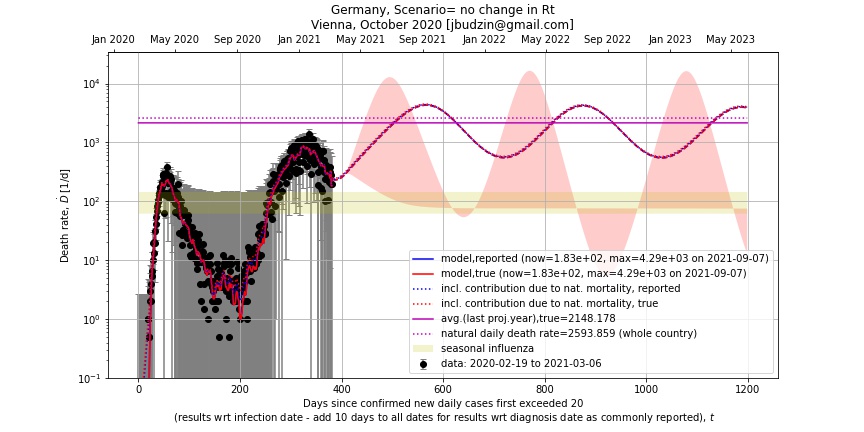 Germany, Scenario= no change in Rt
Vienna, October 2020 [jbudzin@gmail.com]
Jan 2020 May 2020 Sep 2020 Jan 2021 May 2021 Sep 2021 Jan 2022 May 2022 Sep 2022 Jan 2023 May 2023
Death rate, Ḋ [1/d]
10⁴
10³
10²
10¹
10⁰
10⁻¹
model,reported (now=1.83e+02, max=4.29e+03 on 2021-09-07)
model,true (now=1.83e+02, max=4.29e+03 on 2021-09-07)
incl. contribution due to nat. mortality, reported
incl. contribution due to nat. mortality, true
avg.(last proj.year),true=2148.178
natural daily death rate=2593.859 (whole country)
seasonal influenza
data: 2020-02-19 to 2021-03-06
0 200 400 600 800 1000 1200
Days since confirmed new daily cases first exceeded 20
(results wrt infection date - add 10 days to all dates for results wrt diagnosis date as commonly reported), t